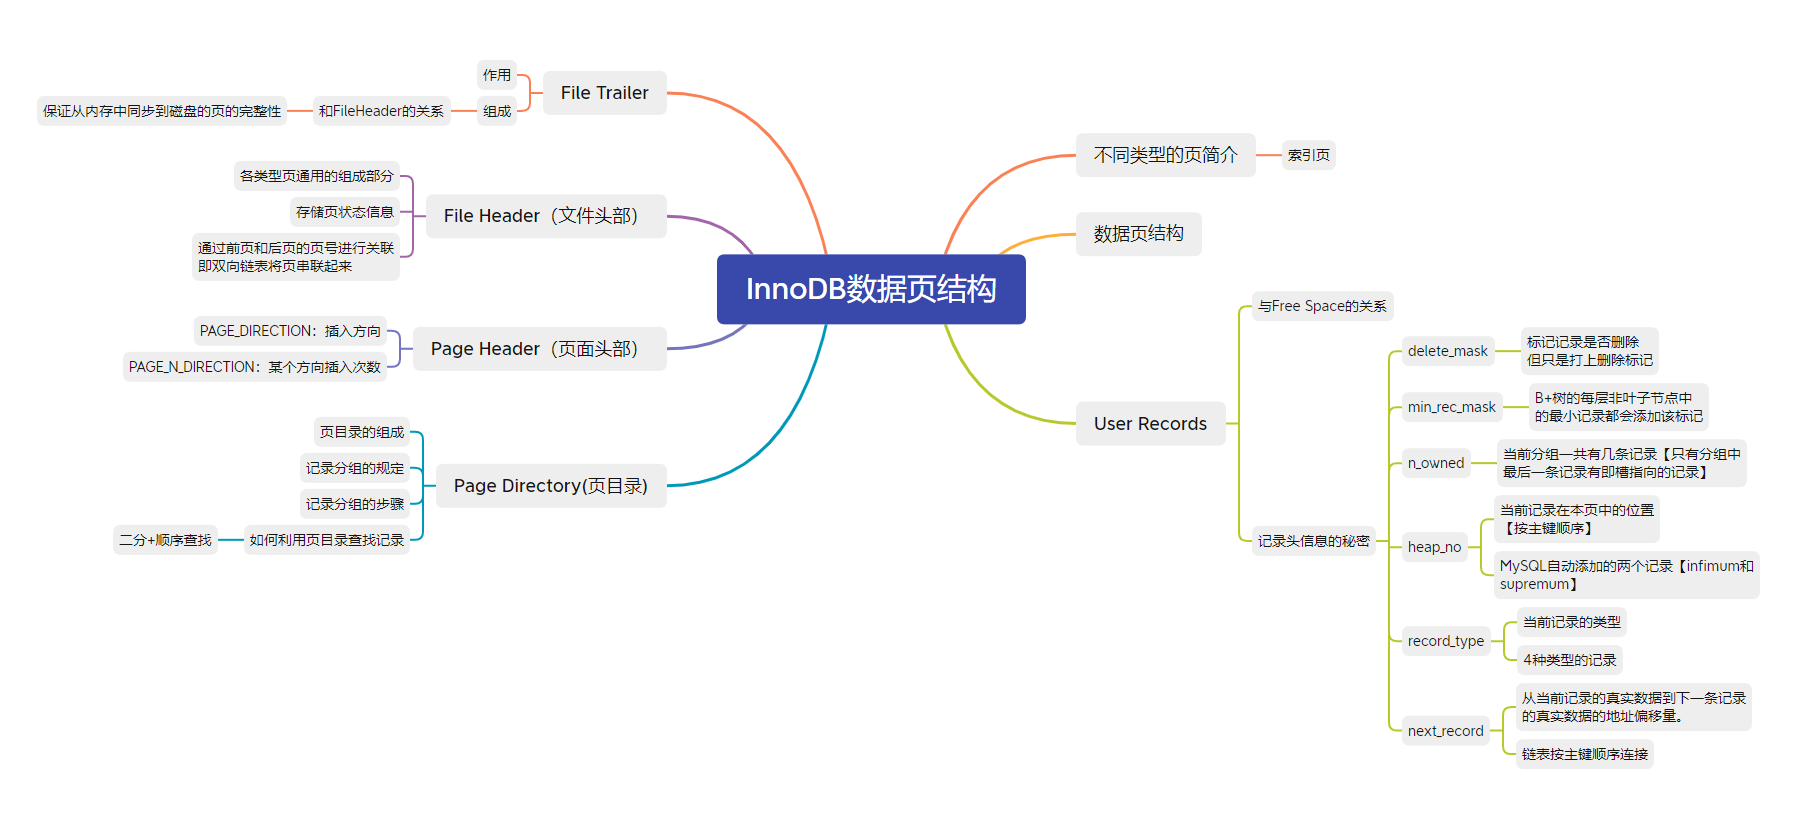 InnoDB数据页结构
不同类型的页简介
索引页
数据页结构
User Records
与Free Space的关系
记录头信息的秘密
delete_mask
标记记录是否删除
但只是打上删除标记
min_rec_mask
B+树的每层非叶子节点中
的最小记录都会添加该标记
n_owned
当前分组一共有几条记录【只有分组中
最后一条记录有即槽指向的记录】
heap_no
当前记录在本页中的位置
【按主键顺序】
MySQL自动添加的两个记录【infimum和
supremum】
record_type
当前记录的类型
4种类型的记录
next_record
从当前记录的真实数据到下一条记录
的真实数据的地址偏移量。
链表按主键顺序连接
File Trailer
作用
组成
和FileHeader的关系
保证从内存中同步到磁盘的页的完整性
File Header（文件头部）
各类型页通用的组成部分
存储页状态信息
通过前页和后页的页号进行关联
即双向链表将页串联起来
Page Header（页面头部）
PAGE_DIRECTION：插入方向
PAGE_N_DIRECTION：某个方向插入次数
Page Directory(页目录)
页目录的组成
记录分组的规定
记录分组的步骤
如何利用页目录查找记录
二分+顺序查找